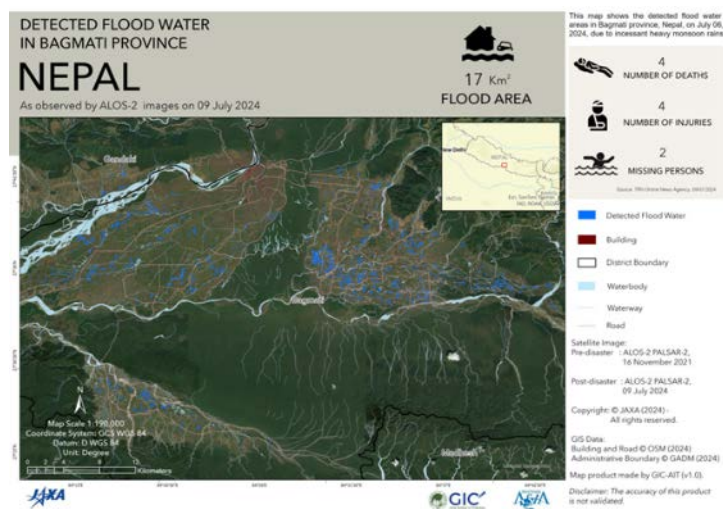 DETECTED FLOOD WATER
IN BAGMATI PROVINCE
NEPAL
As observed by ALOS-2 images on 09 July 2024
17 Km²
FLOOD AREA
This map shows the detected flood water
areas in Bagmati province, Nepal, on July 06,
2024, due to incessant heavy monsoon rains
4
NUMBER OF DEATHS
4
NUMBER OF INJURIES
2
MISSING PERSONS
Gandaki
Bagmati
New Delhi
NEPAL
INDIA
Detected Flood Water
Building
District Boundary
Waterbody
Waterway
Road
Satellite Image:
Pre-disaster : ALOS-2 PALSAR-2,
16 November 2021
Post-disaster : ALOS-2 PALSAR-2,
09 July 2024
Copyright: © JAXA (2024) -
All rights reserved.
GIS Data:
Building and Road © OSM (2024)
Administrative Boundary © GADM (2024)
Map product made by GIC-AIT (v1.0).
Disclaimer: The accuracy of this product
is not validated.
N
Map Scale 1:190,000
Coordinate System: GCS WGS 84
Datum: D WGS 84
Unit: Degree
Kilometers
JAXA
GIC